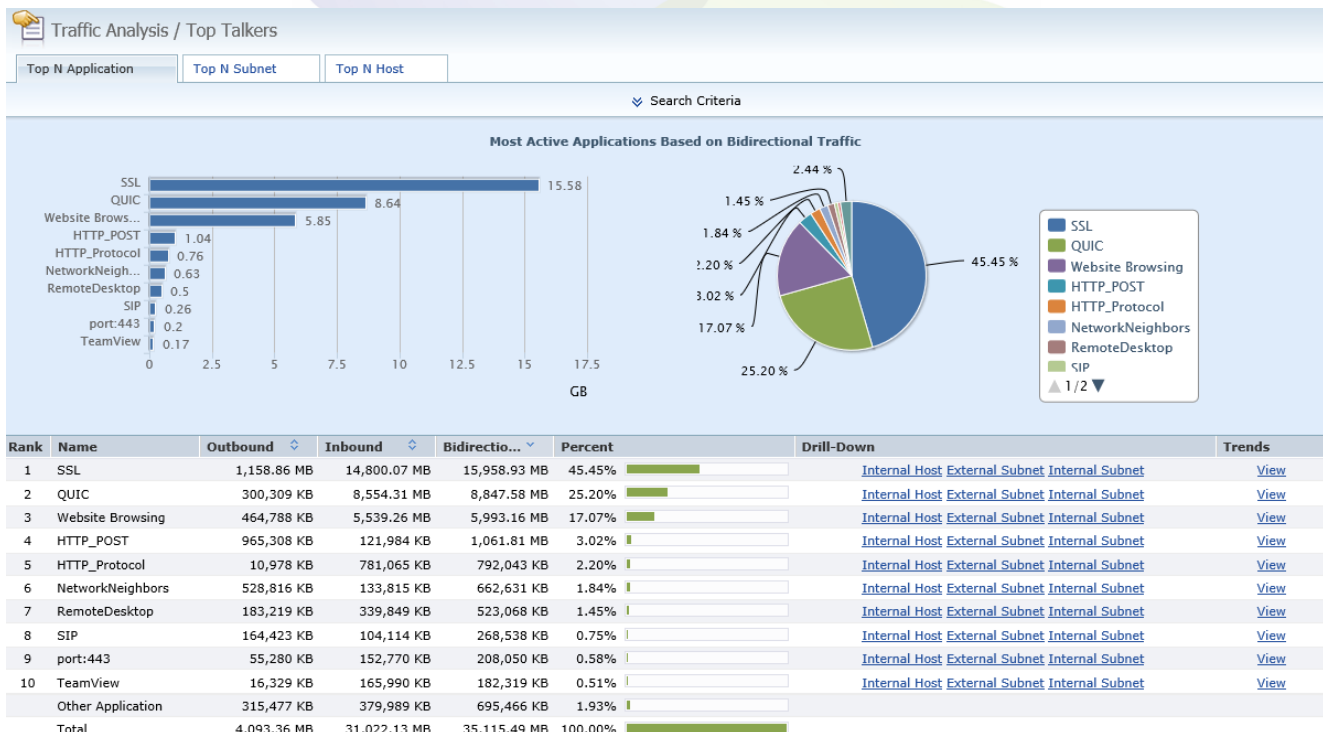 Traffic Analysis / Top Talkers
Top N Application Top N Subnet Top N Host
Search Criteria
Most Active Applications Based on Bidirectional Traffic
SSL 15.58
QUIC 8.64
Website Brows... 5.85
HTTP_POST 1.04
HTTP_Protocol 0.76
NetworkNeigh... 0.63
RemoteDesktop 0.5
SIP 0.26
port:443 0.2
TeamView 0.17
0 2.5 5 7.5 10 12.5 15 17.5
GB
2.44 %
1.45 %
1.84 %
2.20 %
3.02 %
17.07 %
25.20 %
45.45 %
SSL
QUIC
Website Browsing
HTTP_POST
HTTP_Protocol
NetworkNeighbors
RemoteDesktop
SIP
1/2
Rank Name Outbound Inbound Bidirectio... Percent Drill-Down Trends
1 SSL 1,158.86 MB 14,800.07 MB 15,958.93 MB 45.45% Internal Host External Subnet Internal Subnet View
2 QUIC 300,309 KB 8,554.31 MB 8,847.58 MB 25.20% Internal Host External Subnet Internal Subnet View
3 Website Browsing 464,788 KB 5,539.26 MB 5,993.16 MB 17.07% Internal Host External Subnet Internal Subnet View
4 HTTP_POST 965,308 KB 121,984 KB 1,061.81 MB 3.02% Internal Host External Subnet Internal Subnet View
5 HTTP_Protocol 10,978 KB 781,065 KB 792,043 KB 2.20% Internal Host External Subnet Internal Subnet View
6 NetworkNeighbors 528,816 KB 133,815 KB 662,631 KB 1.84% Internal Host External Subnet Internal Subnet View
7 RemoteDesktop 183,219 KB 339,849 KB 523,068 KB 1.45% Internal Host External Subnet Internal Subnet View
8 SIP 164,423 KB 104,114 KB 268,538 KB 0.75% Internal Host External Subnet Internal Subnet View
9 port:443 55,280 KB 152,770 KB 208,050 KB 0.58% Internal Host External Subnet Internal Subnet View
10 TeamView 16,329 KB 165,990 KB 182,319 KB 0.51% Internal Host External Subnet Internal Subnet View
Other Application 315,477 KB 379,989 KB 695,466 KB 1.93%
Total 4,093.36 MB 31,022.13 MB 35,115.49 MB 100.00%